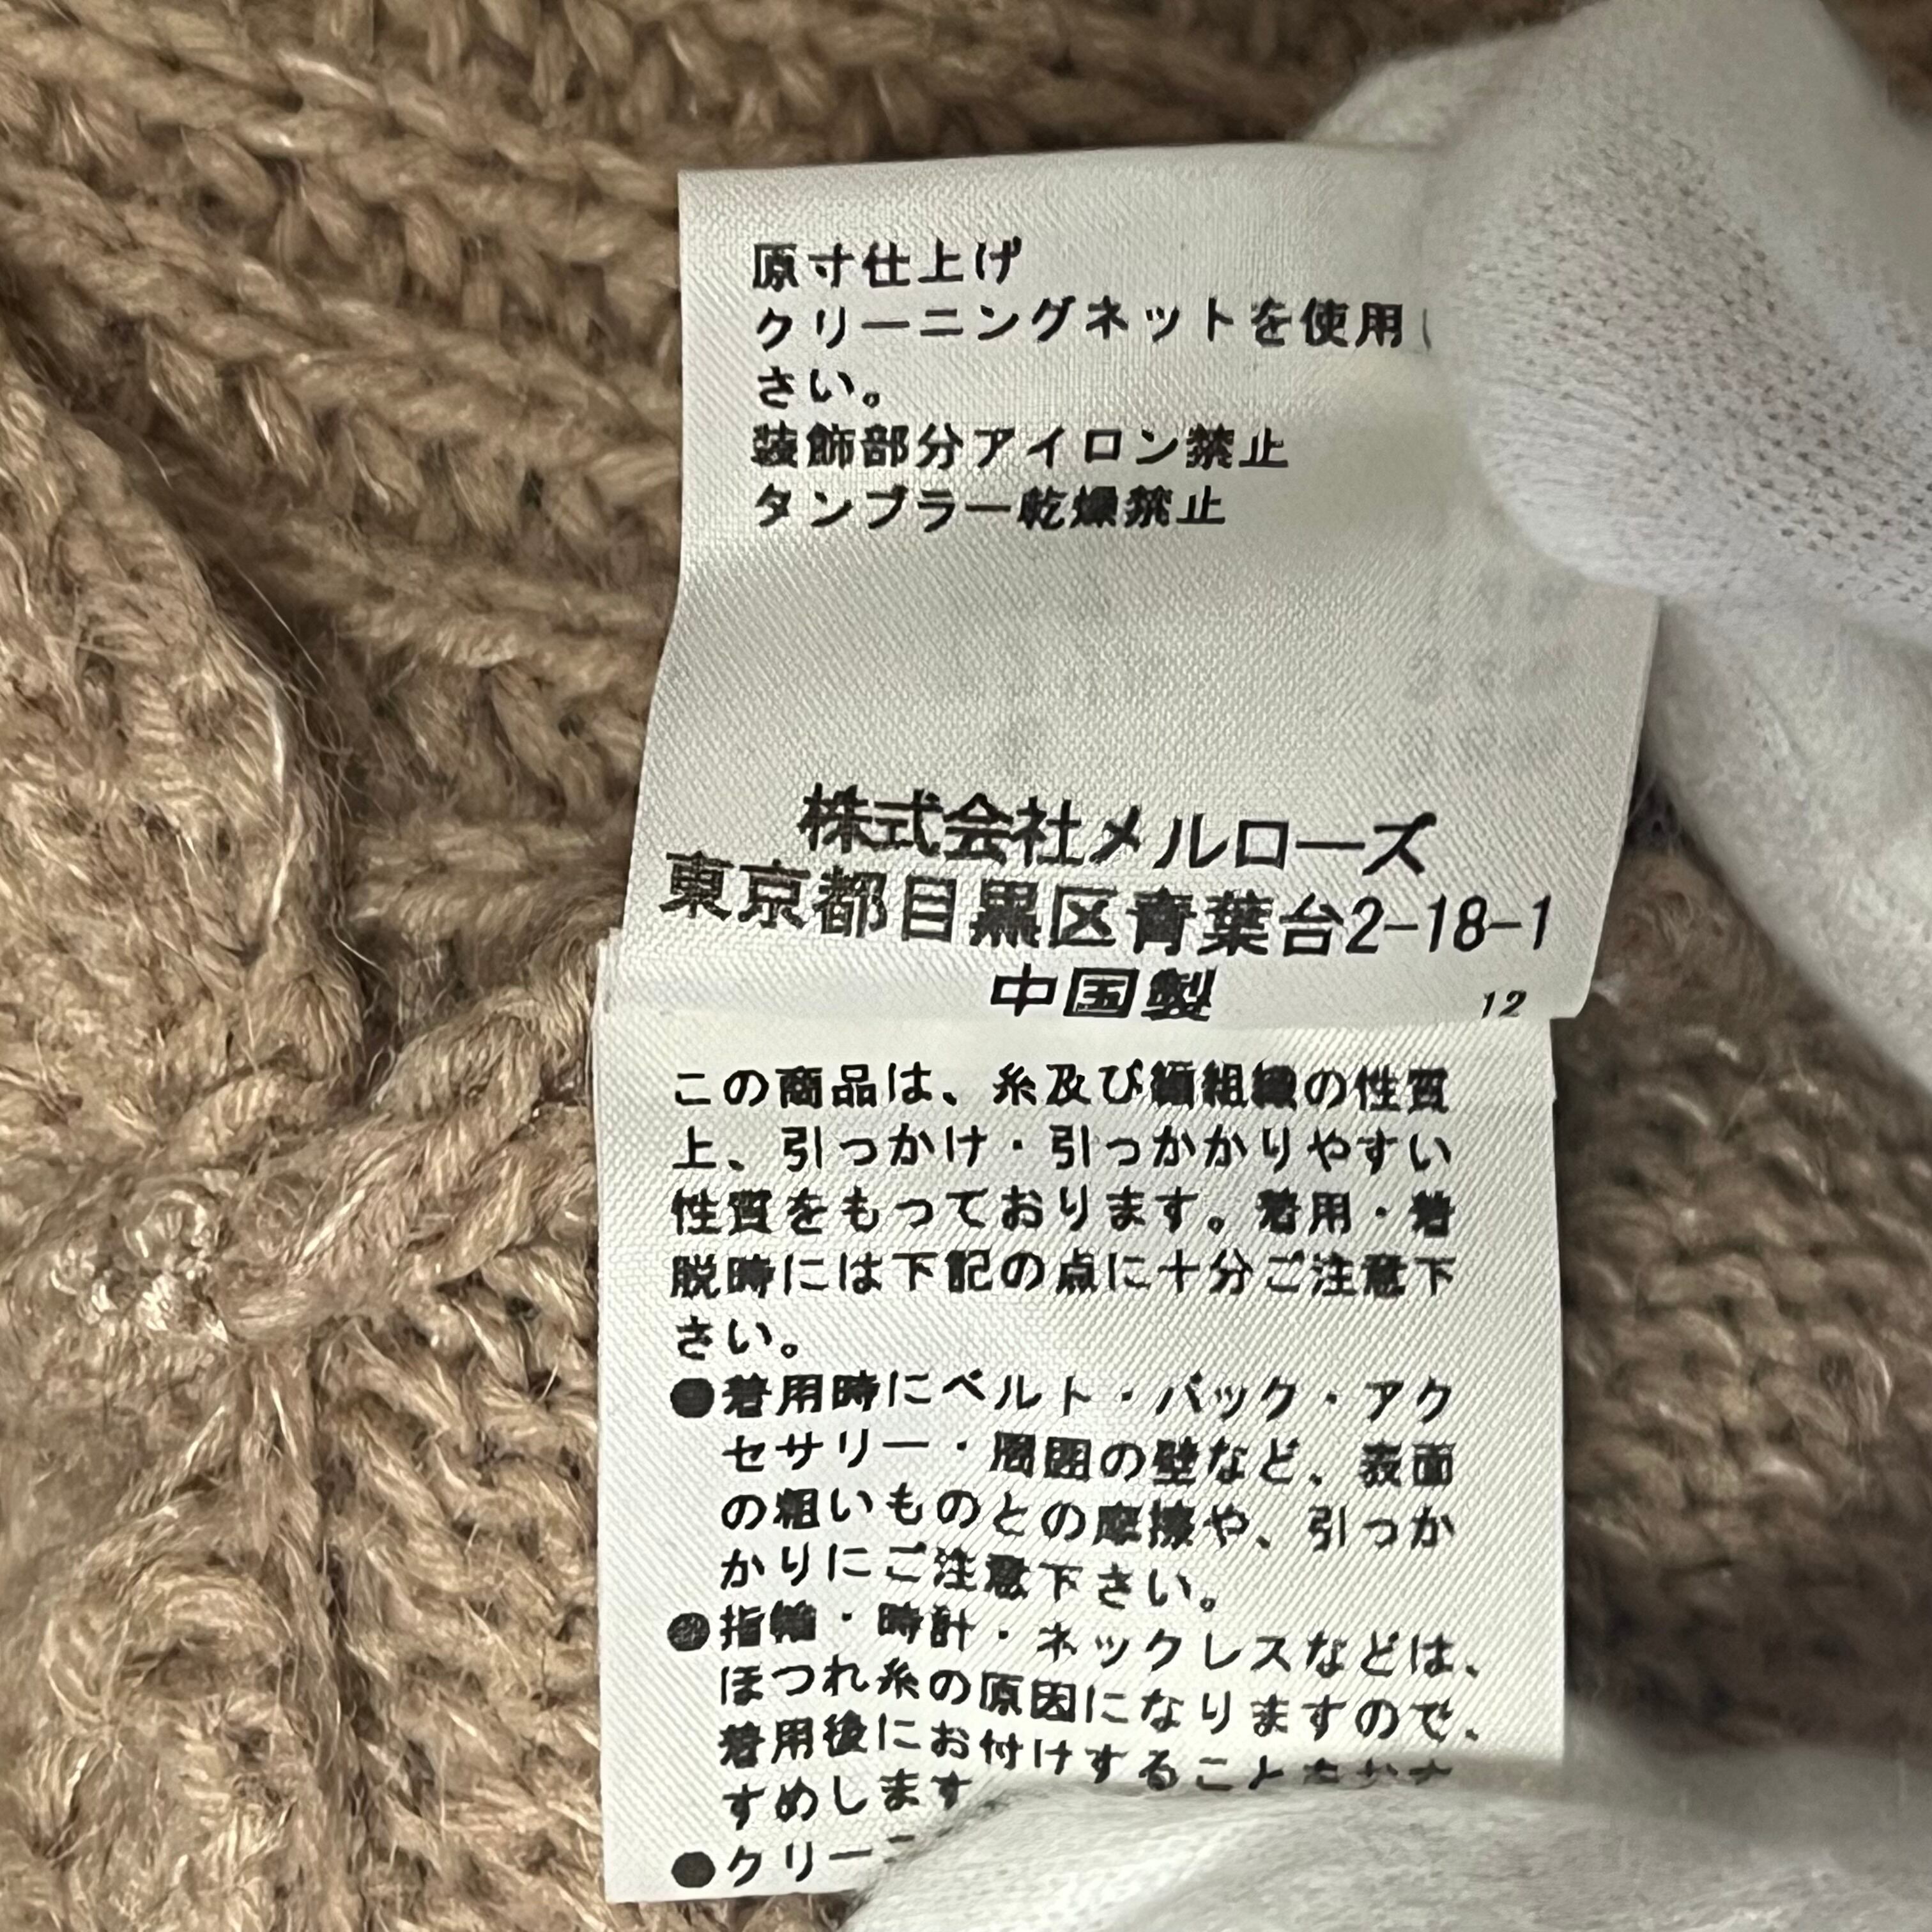 原寸仕上げ
クリーニングネットを使用し
さい。
装飾部分アイロン禁止
タンブラー乾燥禁止
株式会社メルローズ
東京都目黒区青葉台2-18-1
中国製
12
この商品は、糸及び編組織の性質
上、引っかけ・引っかかりやすい
性質をもっております。着用・着
脱時には下記の点に十分ご注意下
さい。
●着用時にベルト・バック・アク
セサリー・周囲の壁など、表面
の粗いものとの摩擦や、引っか
かりにご注意下さい。
●指輪・時計・ネックレスなどは、
ほつれ糸の原因になりますので、
着用後にお付けすることをおす
すめします
●クリーニ